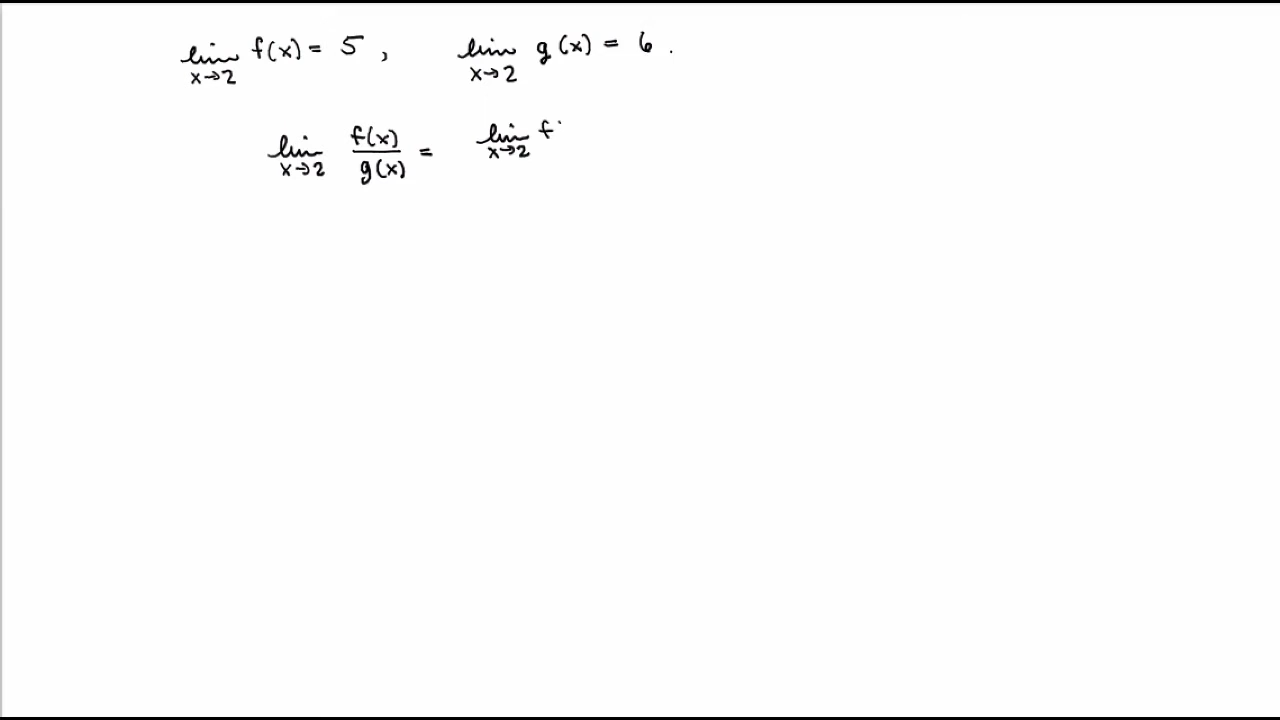 lim x→2 f(x) = 5 , lim x→2 g(x) = 6 .
lim x→2 f(x)/g(x) = lim x→2 f